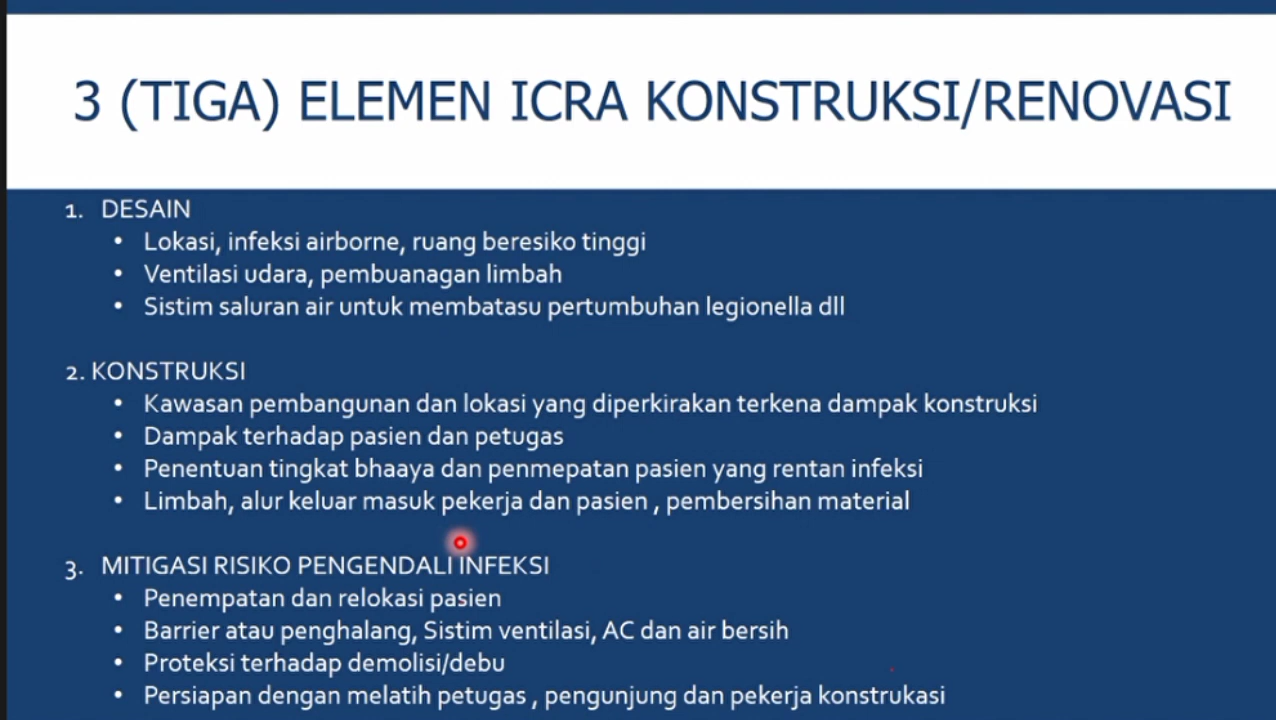 3 (TIGA) ELEMEN ICRA KONSTRUKSI/RENOVASI
1. DESAIN
• Lokasi, infeksi airborne, ruang beresiko tinggi
• Ventilasi udara, pembuanagan limbah
• Sistim saluran air untuk membatasu pertumbuhan legionella dll
2. KONSTRUKSI
• Kawasan pembangunan dan lokasi yang diperkirakan terkena dampak konstruksi
• Dampak terhadap pasien dan petugas
• Penentuan tingkat bhaaya dan penmepatan pasien yang rentan infeksi
• Limbah, alur keluar masuk pekerja dan pasien , pembersihan material
3. MITIGASI RISIKO PENGENDALI INFEKSI
• Penempatan dan relokasi pasien
• Barrier atau penghalang, Sistim ventilasi, AC dan air bersih
• Proteksi terhadap demolisi/debu
• Persiapan dengan melatih petugas , pengunjung dan pekerja konstrukasi